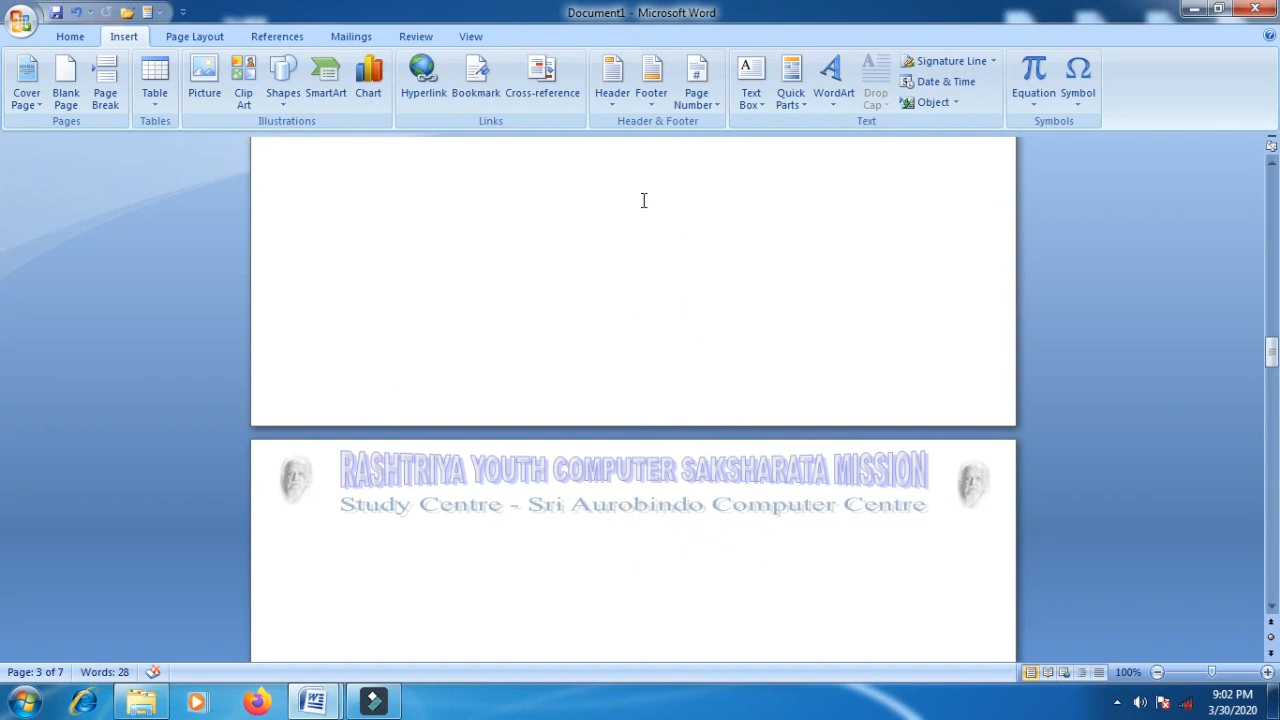 Document1 - Microsoft Word
Home Insert Page Layout References Mailings Review View
Cover Page Blank Page Page Break Table Picture Clip Art Shapes SmartArt Chart Hyperlink Bookmark Cross-reference Header Footer Page Number Text Box Quick Parts WordArt Drop Cap Signature Line Date & Time Object Equation Symbol
Pages Tables Illustrations Links Header & Footer Text Symbols
RASHTRIYA YOUTH COMPUTER SAKSHARATA MISSION
Study Centre - Sri Aurobindo Computer Centre
Page: 3 of 7 Words: 28 100%
9:02 PM
3/30/2020